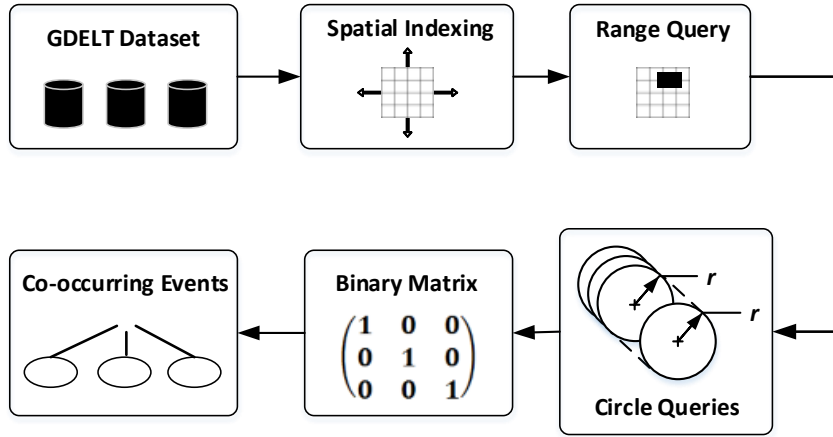 GDELT Dataset
Spatial Indexing
Range Query
Co-occurring Events
Binary Matrix
1 0 0
0 1 0
0 0 1
r
r
Circle Queries